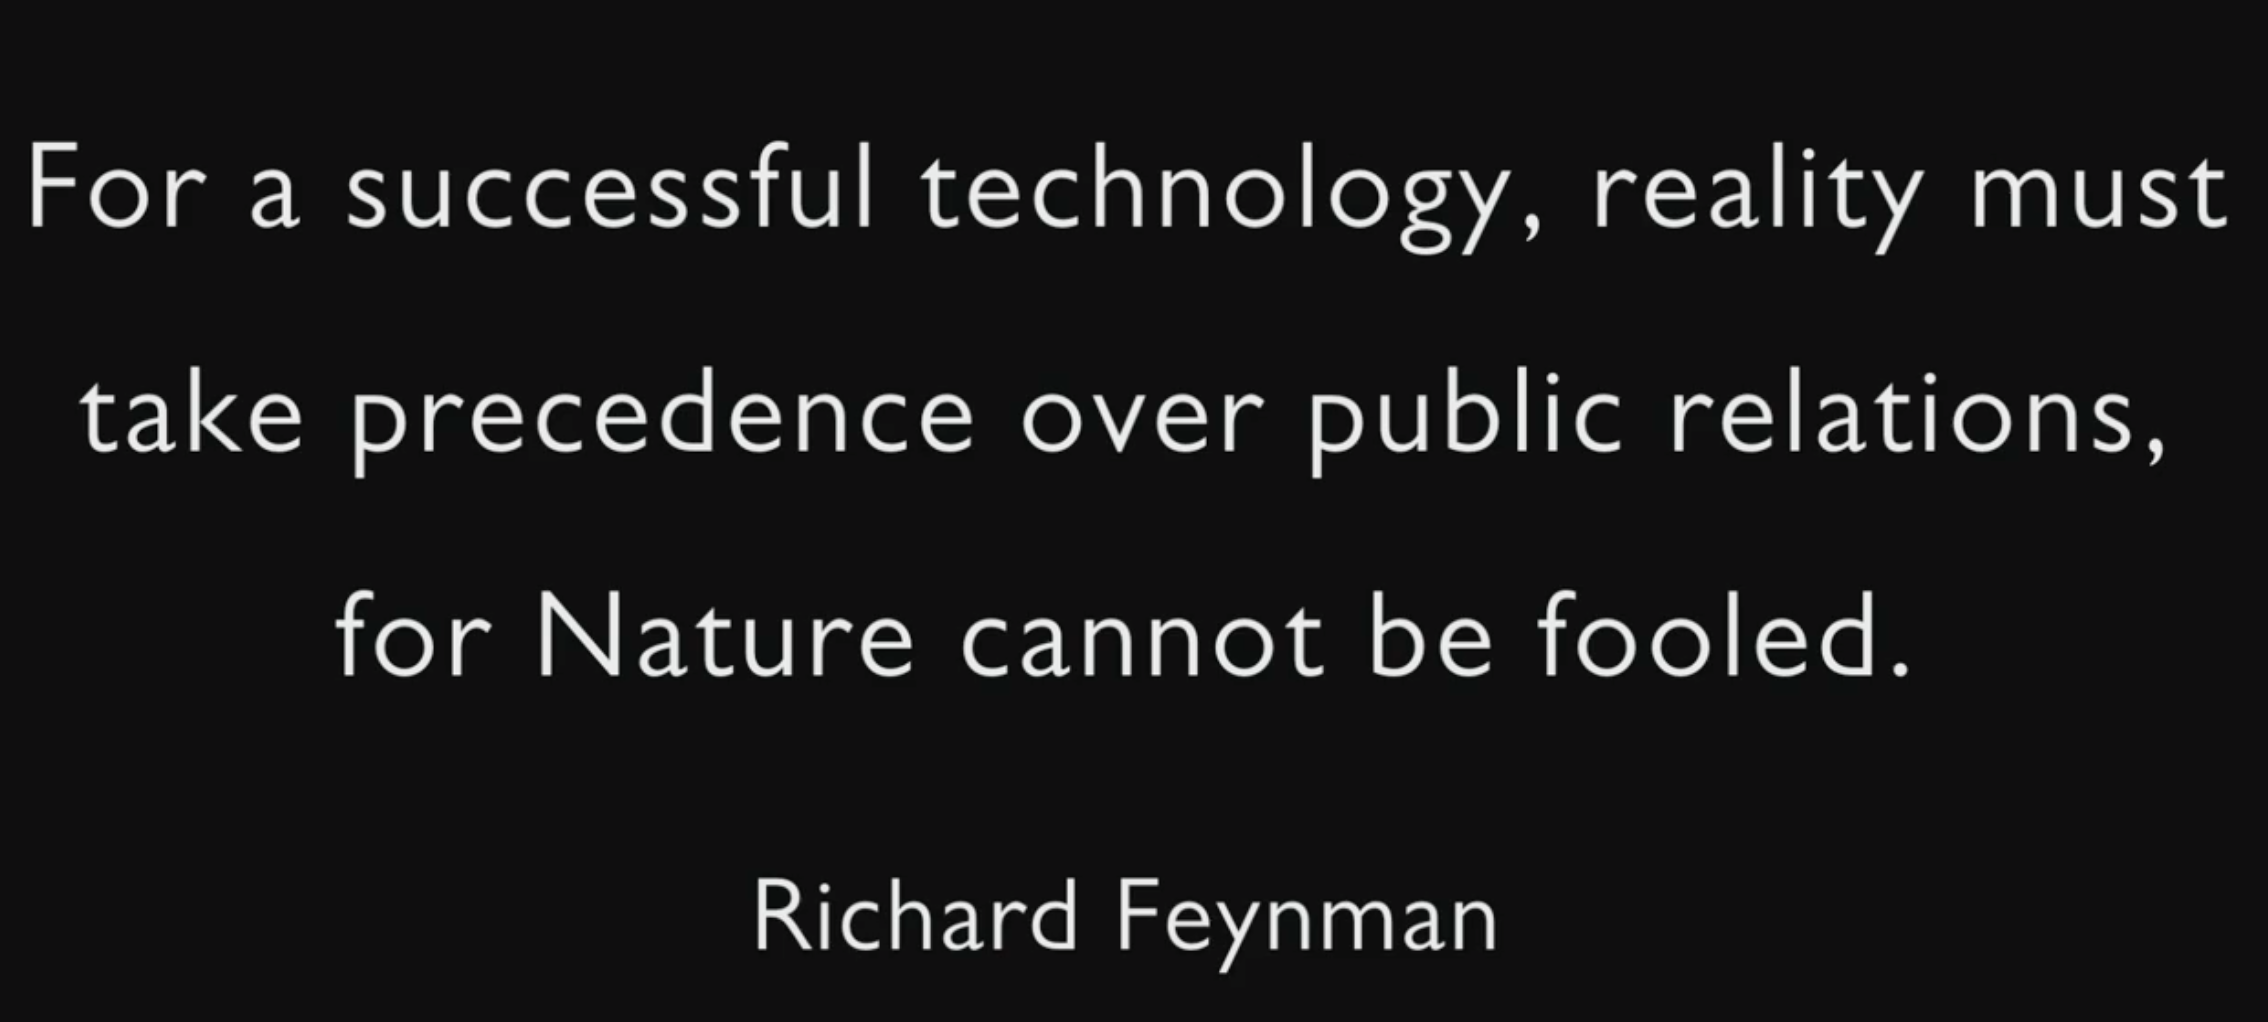 For a successful technology, reality must
take precedence over public relations,
for Nature cannot be fooled.
Richard Feynman